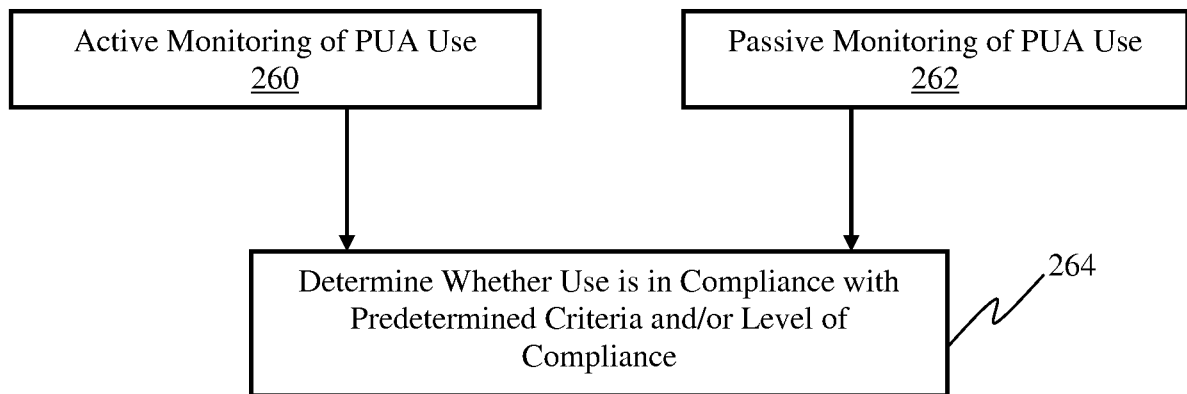 Active Monitoring of PUA Use
260
Passive Monitoring of PUA Use
262
Determine Whether Use is in Compliance with
Predetermined Criteria and/or Level of
Compliance
264